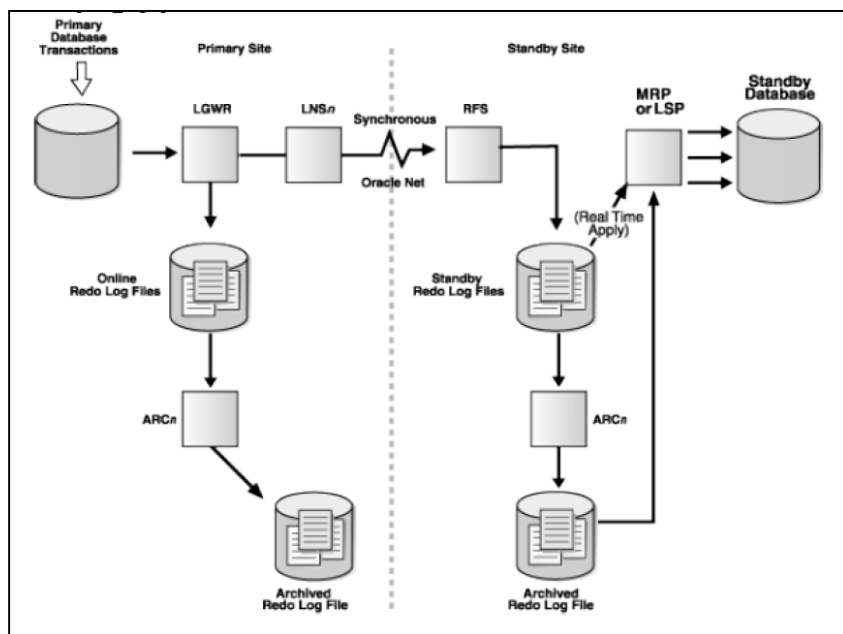 Primary
Database
Transactions
Primary Site
Standby Site
LGWR
LNSn
Synchronous
Oracle Net
RFS
MRP
or LSP
Standby
Database
(Real Time
Apply)
Online
Redo Log Files
Standby
Redo Log Files
ARCn
ARCn
Archived
Redo Log File
Archived
Redo Log File